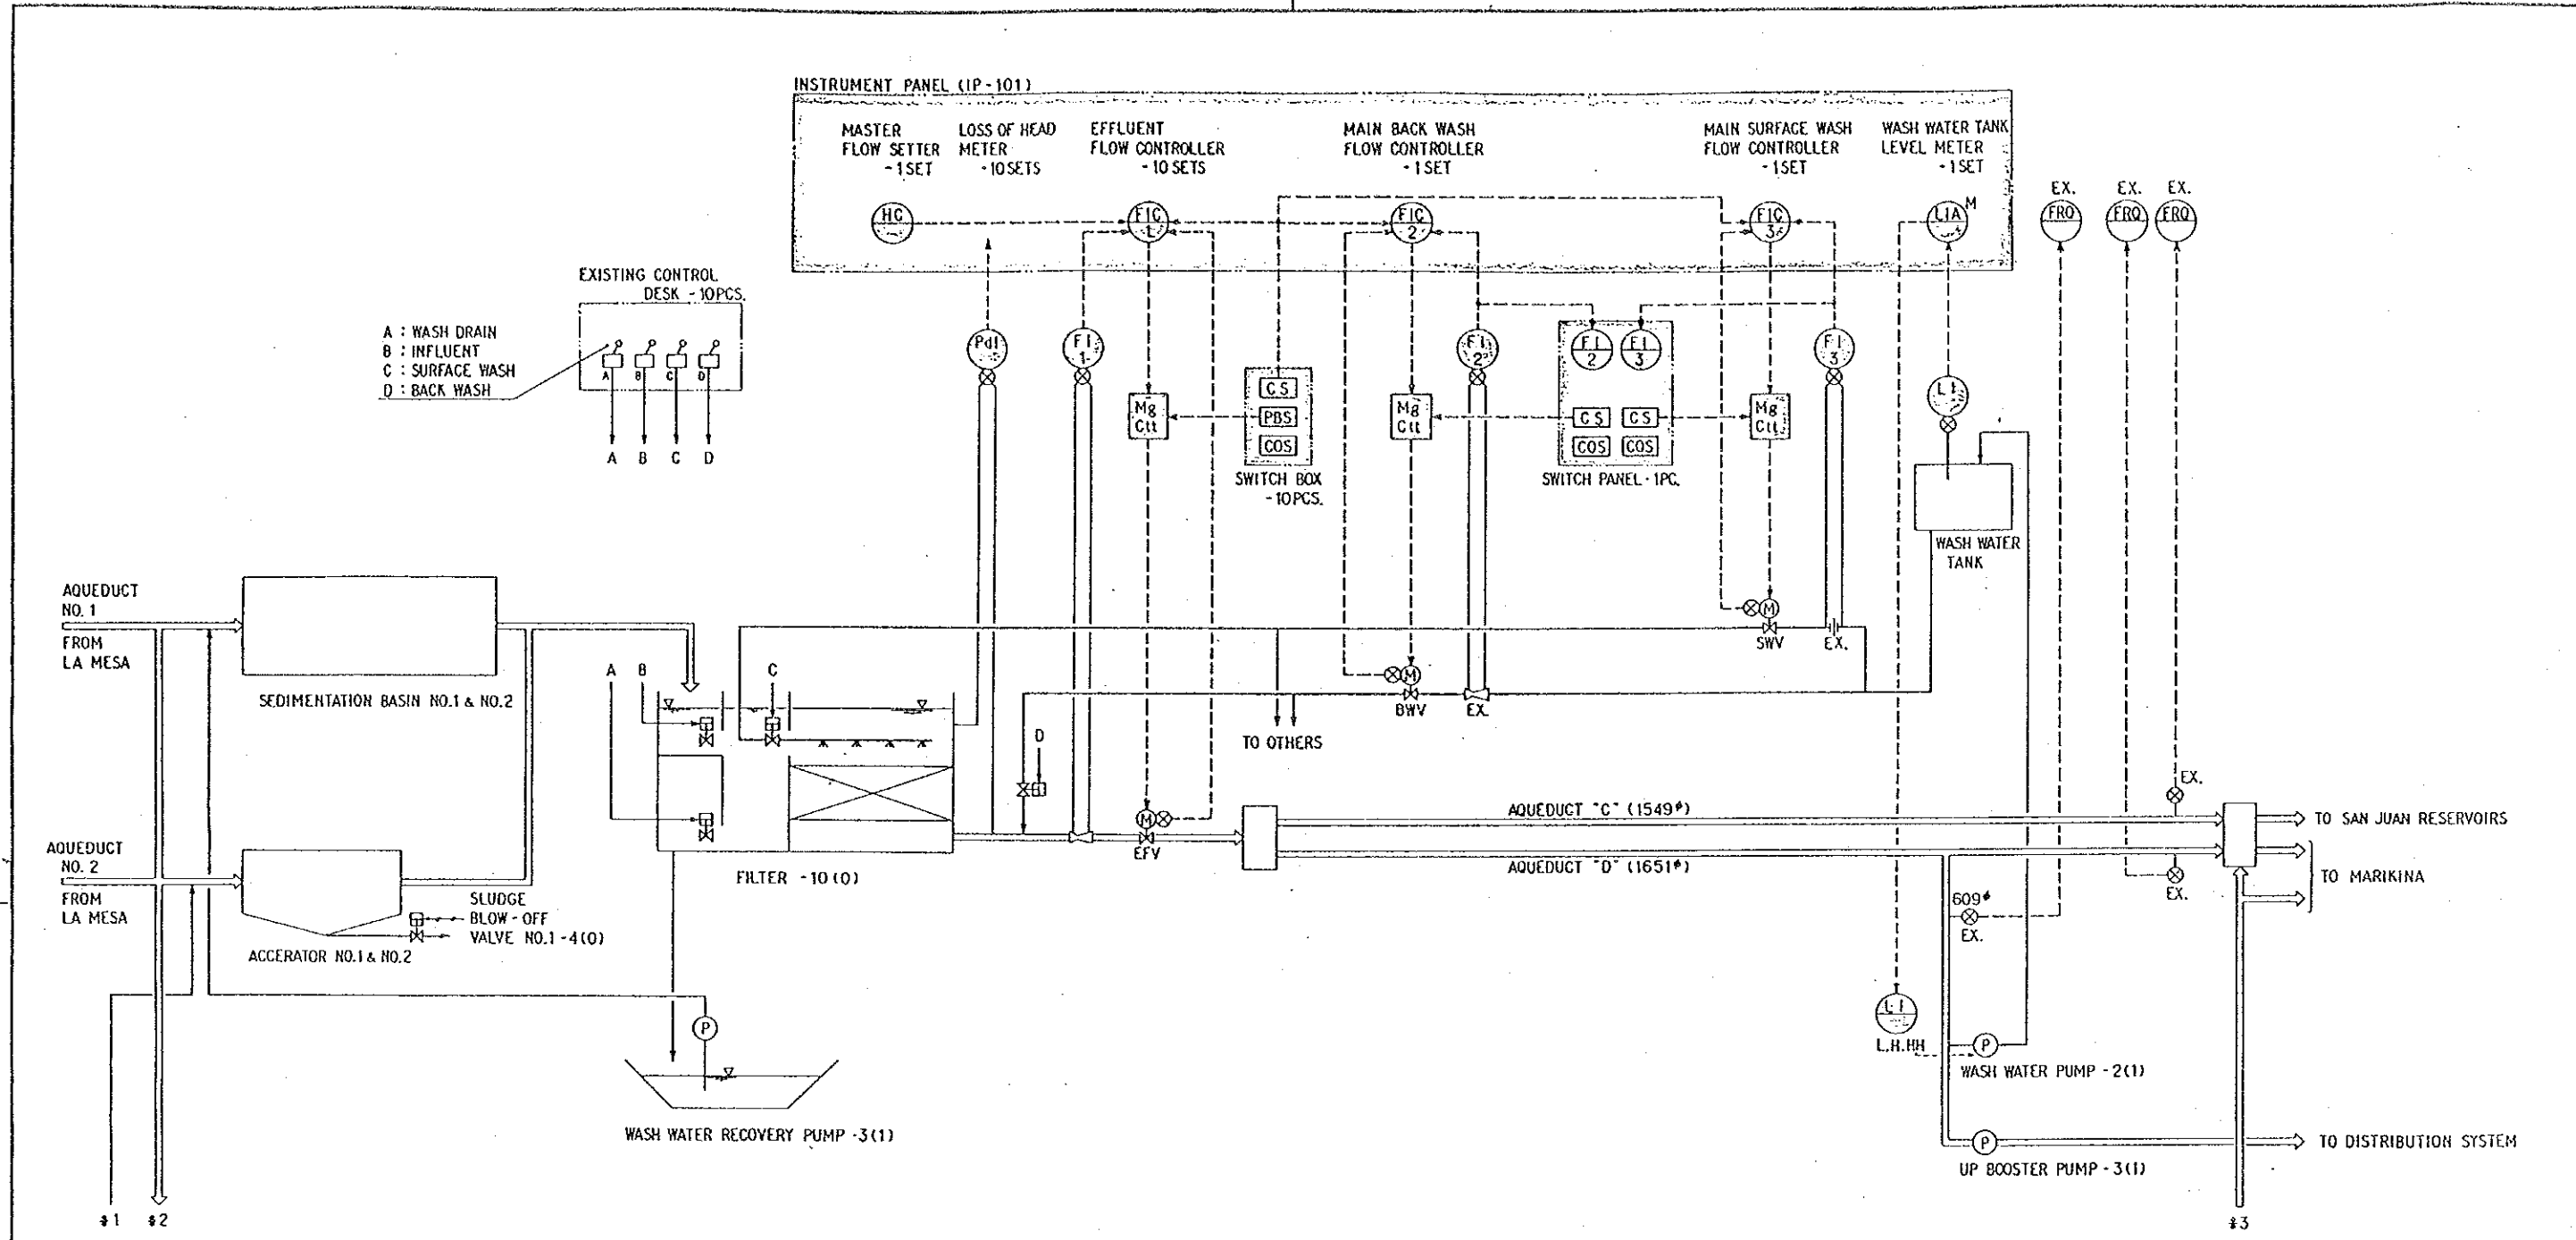 INSTRUMENT PANEL (IP-101)
MASTER
FLOW SETTER
-1SET
LOSS OF HEAD
METER
-10SETS
EFFLUENT
FLOW CONTROLLER
-10SETS
MAIN BACK WASH
FLOW CONTROLLER
-1SET
MAIN SURFACE WASH
FLOW CONTROLLER
-1SET
WASH WATER TANK
LEVEL METER
-1SET
HC
FIC
1
FIC
2
FIC
3
LIA
M
EX.
FRQ
EX.
FRQ
EX.
FRQ
EXISTING CONTROL
DESK -10PCS.
A : WASH DRAIN
B : INFLUENT
C : SURFACE WASH
D : BACK WASH
A
B
C
D
A
B
C
D
PdI
FI
1
Mg
Ctt
CS
PBS
COS
SWITCH BOX
-10PCS.
Mg
Ctt
FI
2
FI
2
FI
3
CS
CS
COS
COS
SWITCH PANEL-1PC.
Mg
Ctt
FI
3
LI
WASH WATER
TANK
AQUEDUCT
NO. 1
FROM
LA MESA
SEDIMENTATION BASIN NO.1 & NO.2
A
B
C
D
M
SWV
EX.
M
BWV
EX.
TO OTHERS
M
EFV
FILTER -10(0)
AQUEDUCT "C" (1549φ)
AQUEDUCT "D" (1651φ)
EX.
EX.
TO SAN JUAN RESERVOIRS
TO MARIKINA
AQUEDUCT
NO. 2
FROM
LA MESA
SLUDGE
BLOW-OFF
VALVE NO.1-4(0)
ACCERATOR NO.1 & NO.2
609φ
EX.
LI
L.H.HH
P
WASH WATER PUMP -2(1)
P
WASH WATER RECOVERY PUMP -3(1)
P
UP BOOSTER PUMP -3(1)
TO DISTRIBUTION SYSTEM
*1
*2
*3